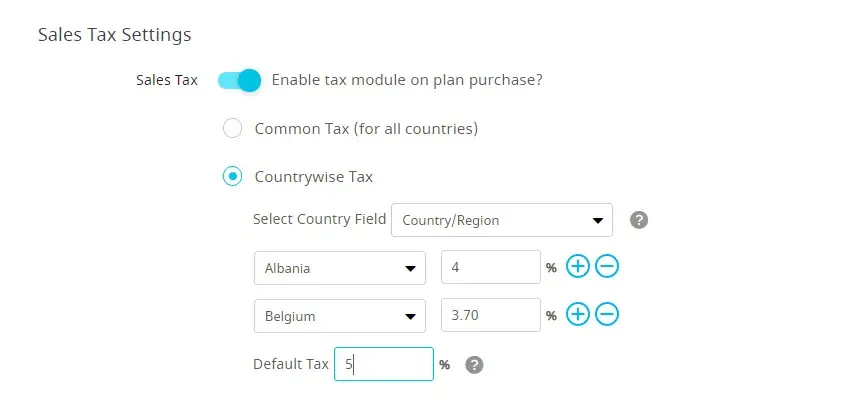 Sales Tax Settings
Sales Tax Enable tax module on plan purchase?
Common Tax (for all countries)
Countrywise Tax
Select Country Field Country/Region ?
Albania 4 %
Belgium 3.70 %
Default Tax 5 % ?